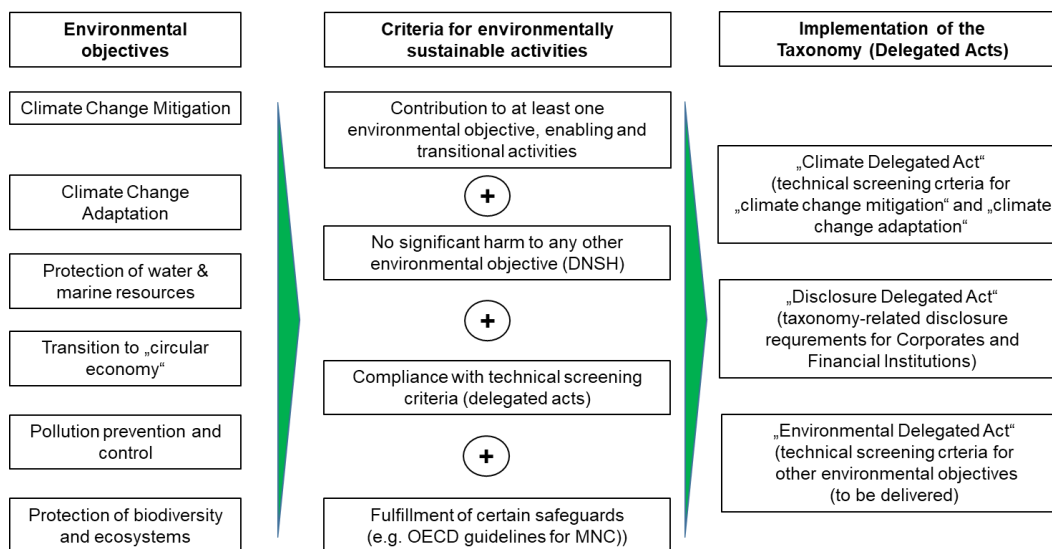 Environmental
objectives
Climate Change Mitigation
Climate Change
Adaptation
Protection of water &
marine resources
Transition to „circular
economy“
Pollution prevention and
control
Protection of biodiversity
and ecosystems
Criteria for environmentally
sustainable activities
Contribution to at least one
environmental objective, enabling and
transitional activities
+
No significant harm to any other
environmental objective (DNSH)
+
Compliance with technical screening
criteria (delegated acts)
+
Fulfillment of certain safeguards
(e.g. OECD guidelines for MNC))
Implementation of the
Taxonomy (Delegated Acts)
„Climate Delegated Act“
(technical screening crteria for
„climate change mitigation“ and „climate
change adaptation“
„Disclosure Delegated Act“
(taxonomy-related disclosure
requrements for Corporates and
Financial Institutions)
„Environmental Delegated Act“
(technical screening crteria for
other environmental objectives
(to be delivered)